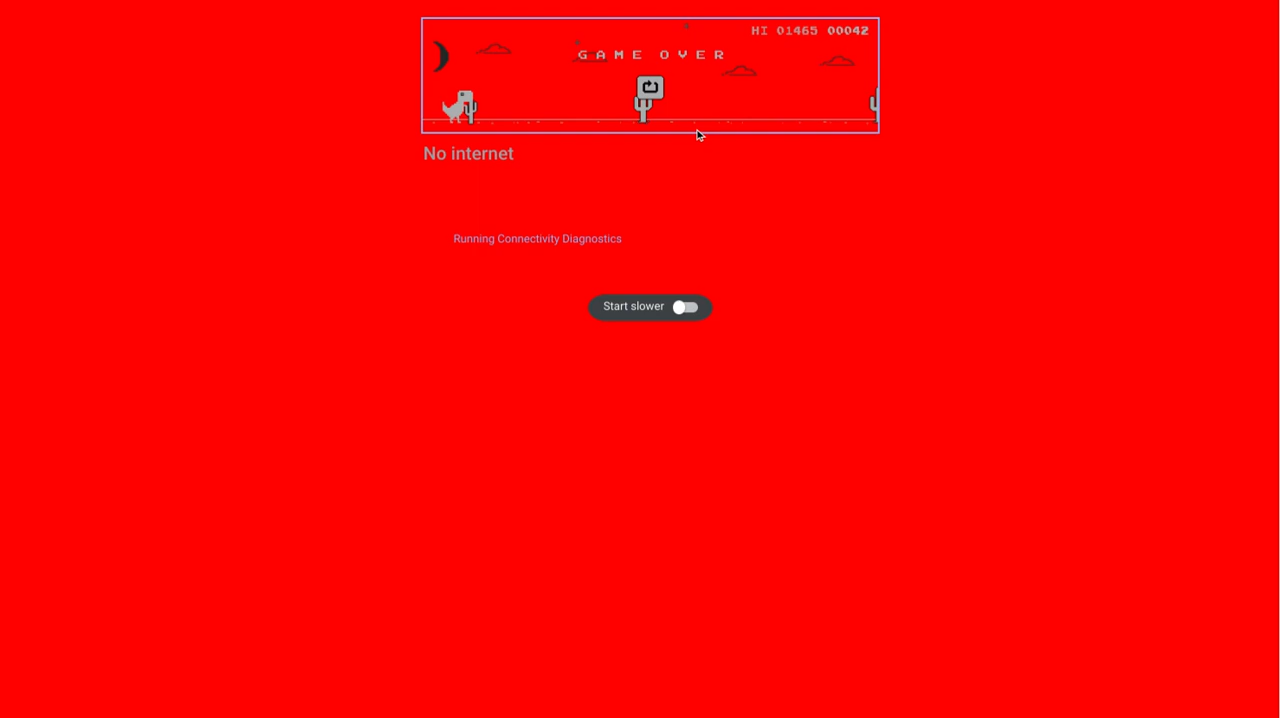 HI 01465 00042
GAME OVER
No internet
Running Connectivity Diagnostics
Start slower